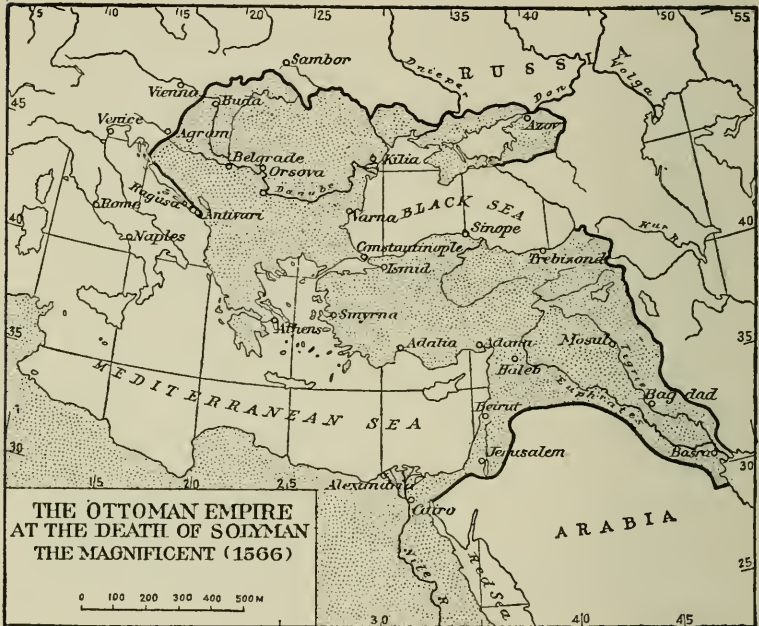 15
20
25
35
50
55
Sambor
RUSSIA
Dnieper
Don
Volga
45
Vienna
Buda
Venice
Agram
Azov
Belgrade
Kilia
Orsova
Danube
Ragusa
Rome
Antivari
Varna
BLACK SEA
40
Naples
Sinope
Kur R.
40
Constantinople
Ismid
Trebizond
Smyrna
Athens
35
Adalia
Adana
Mosul
Tigris
35
Haleb
MEDITERRANEAN SEA
Euphrates
Bagdad
Beirut
30
Jerusalem
Basra
30
15
20
25
Alexandria
Cairo
ARABIA
THE OTTOMAN EMPIRE
AT THE DEATH OF SOLYMAN
THE MAGNIFICENT (1566)
Nile R.
Red Sea
25
0 100 200 300 400 500 M
30
40
45